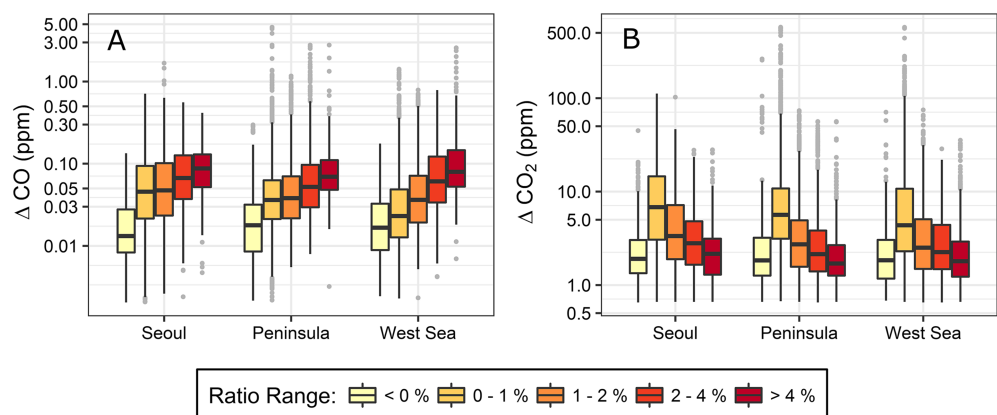 A
Δ CO (ppm)
5.00
3.00
1.00
0.50
0.30
0.10
0.05
0.03
0.01
Seoul Peninsula West Sea
B
Δ CO₂ (ppm)
500.0
100.0
50.0
10.0
5.0
1.0
0.5
Seoul Peninsula West Sea
Ratio Range: < 0 % 0 - 1 % 1 - 2 % 2 - 4 % > 4 %